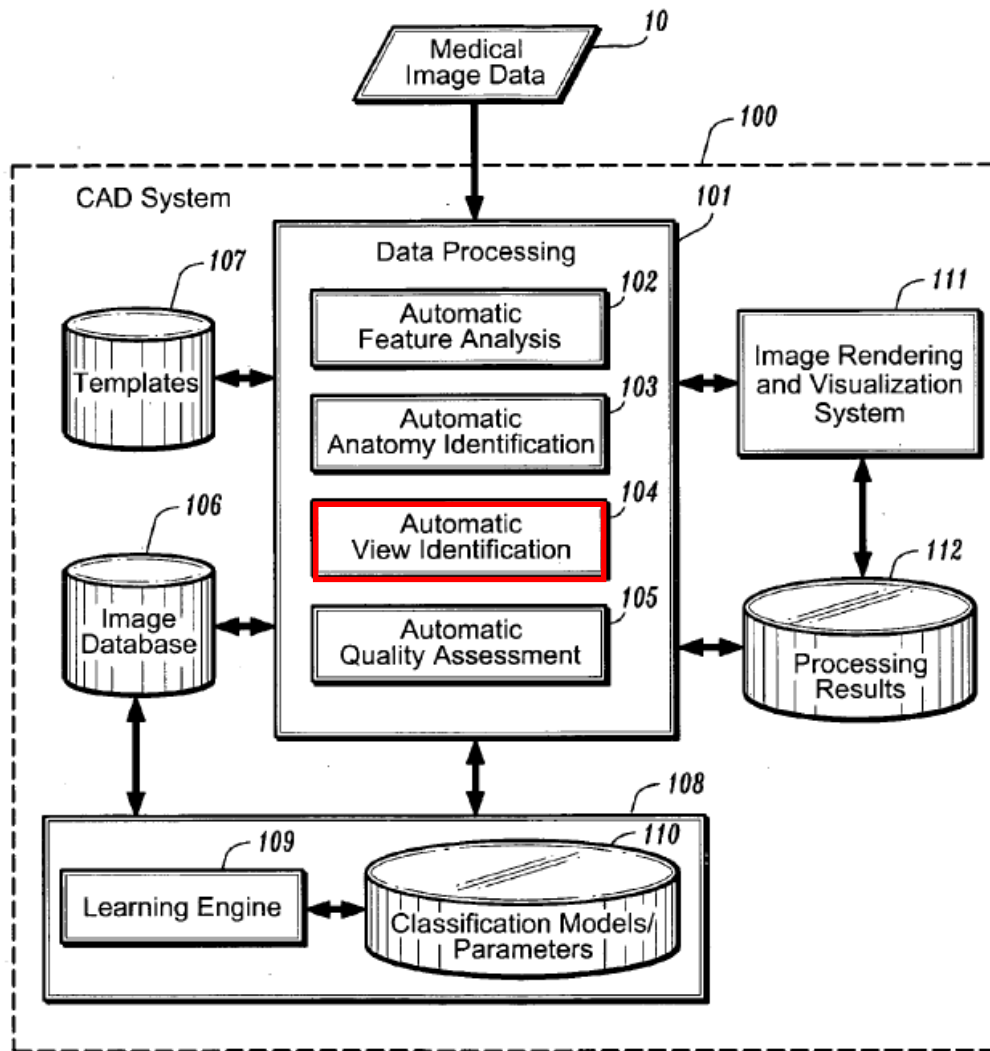 10
Medical
Image Data
100
CAD System
101
Data Processing
107
Templates
102
Automatic
Feature Analysis
103
Automatic
Anatomy Identification
104
Automatic
View Identification
105
Automatic
Quality Assessment
111
Image Rendering
and Visualization
System
106
Image
Database
112
Processing
Results
108
109
Learning Engine
110
Classification Models/
Parameters